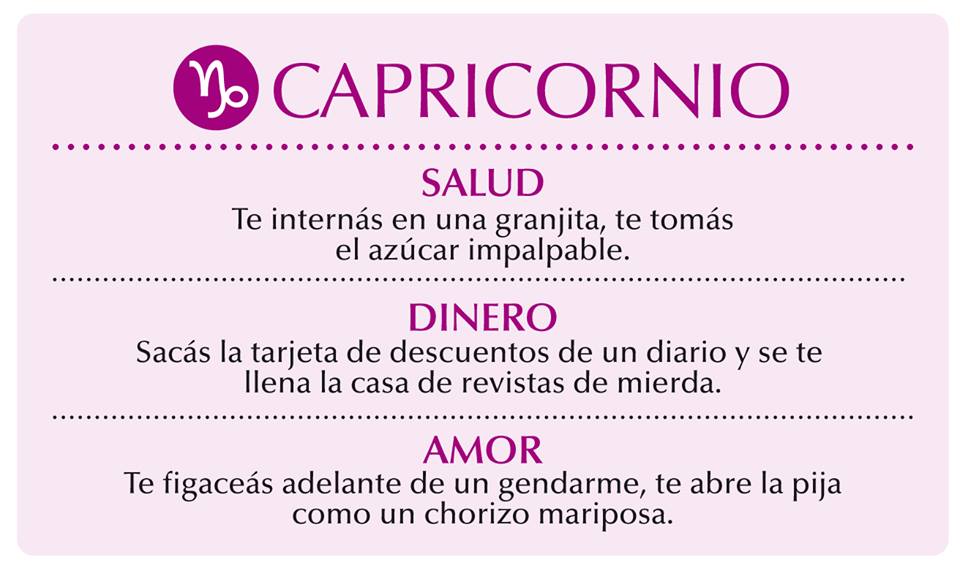 CAPRICORNIO
SALUD
Te internás en una granjita, te tomás
el azúcar impalpable.
DINERO
Sacás la tarjeta de descuentos de un diario y se te
llena la casa de revistas de mierda.
AMOR
Te figaceás adelante de un gendarme, te abre la pija
como un chorizo mariposa.